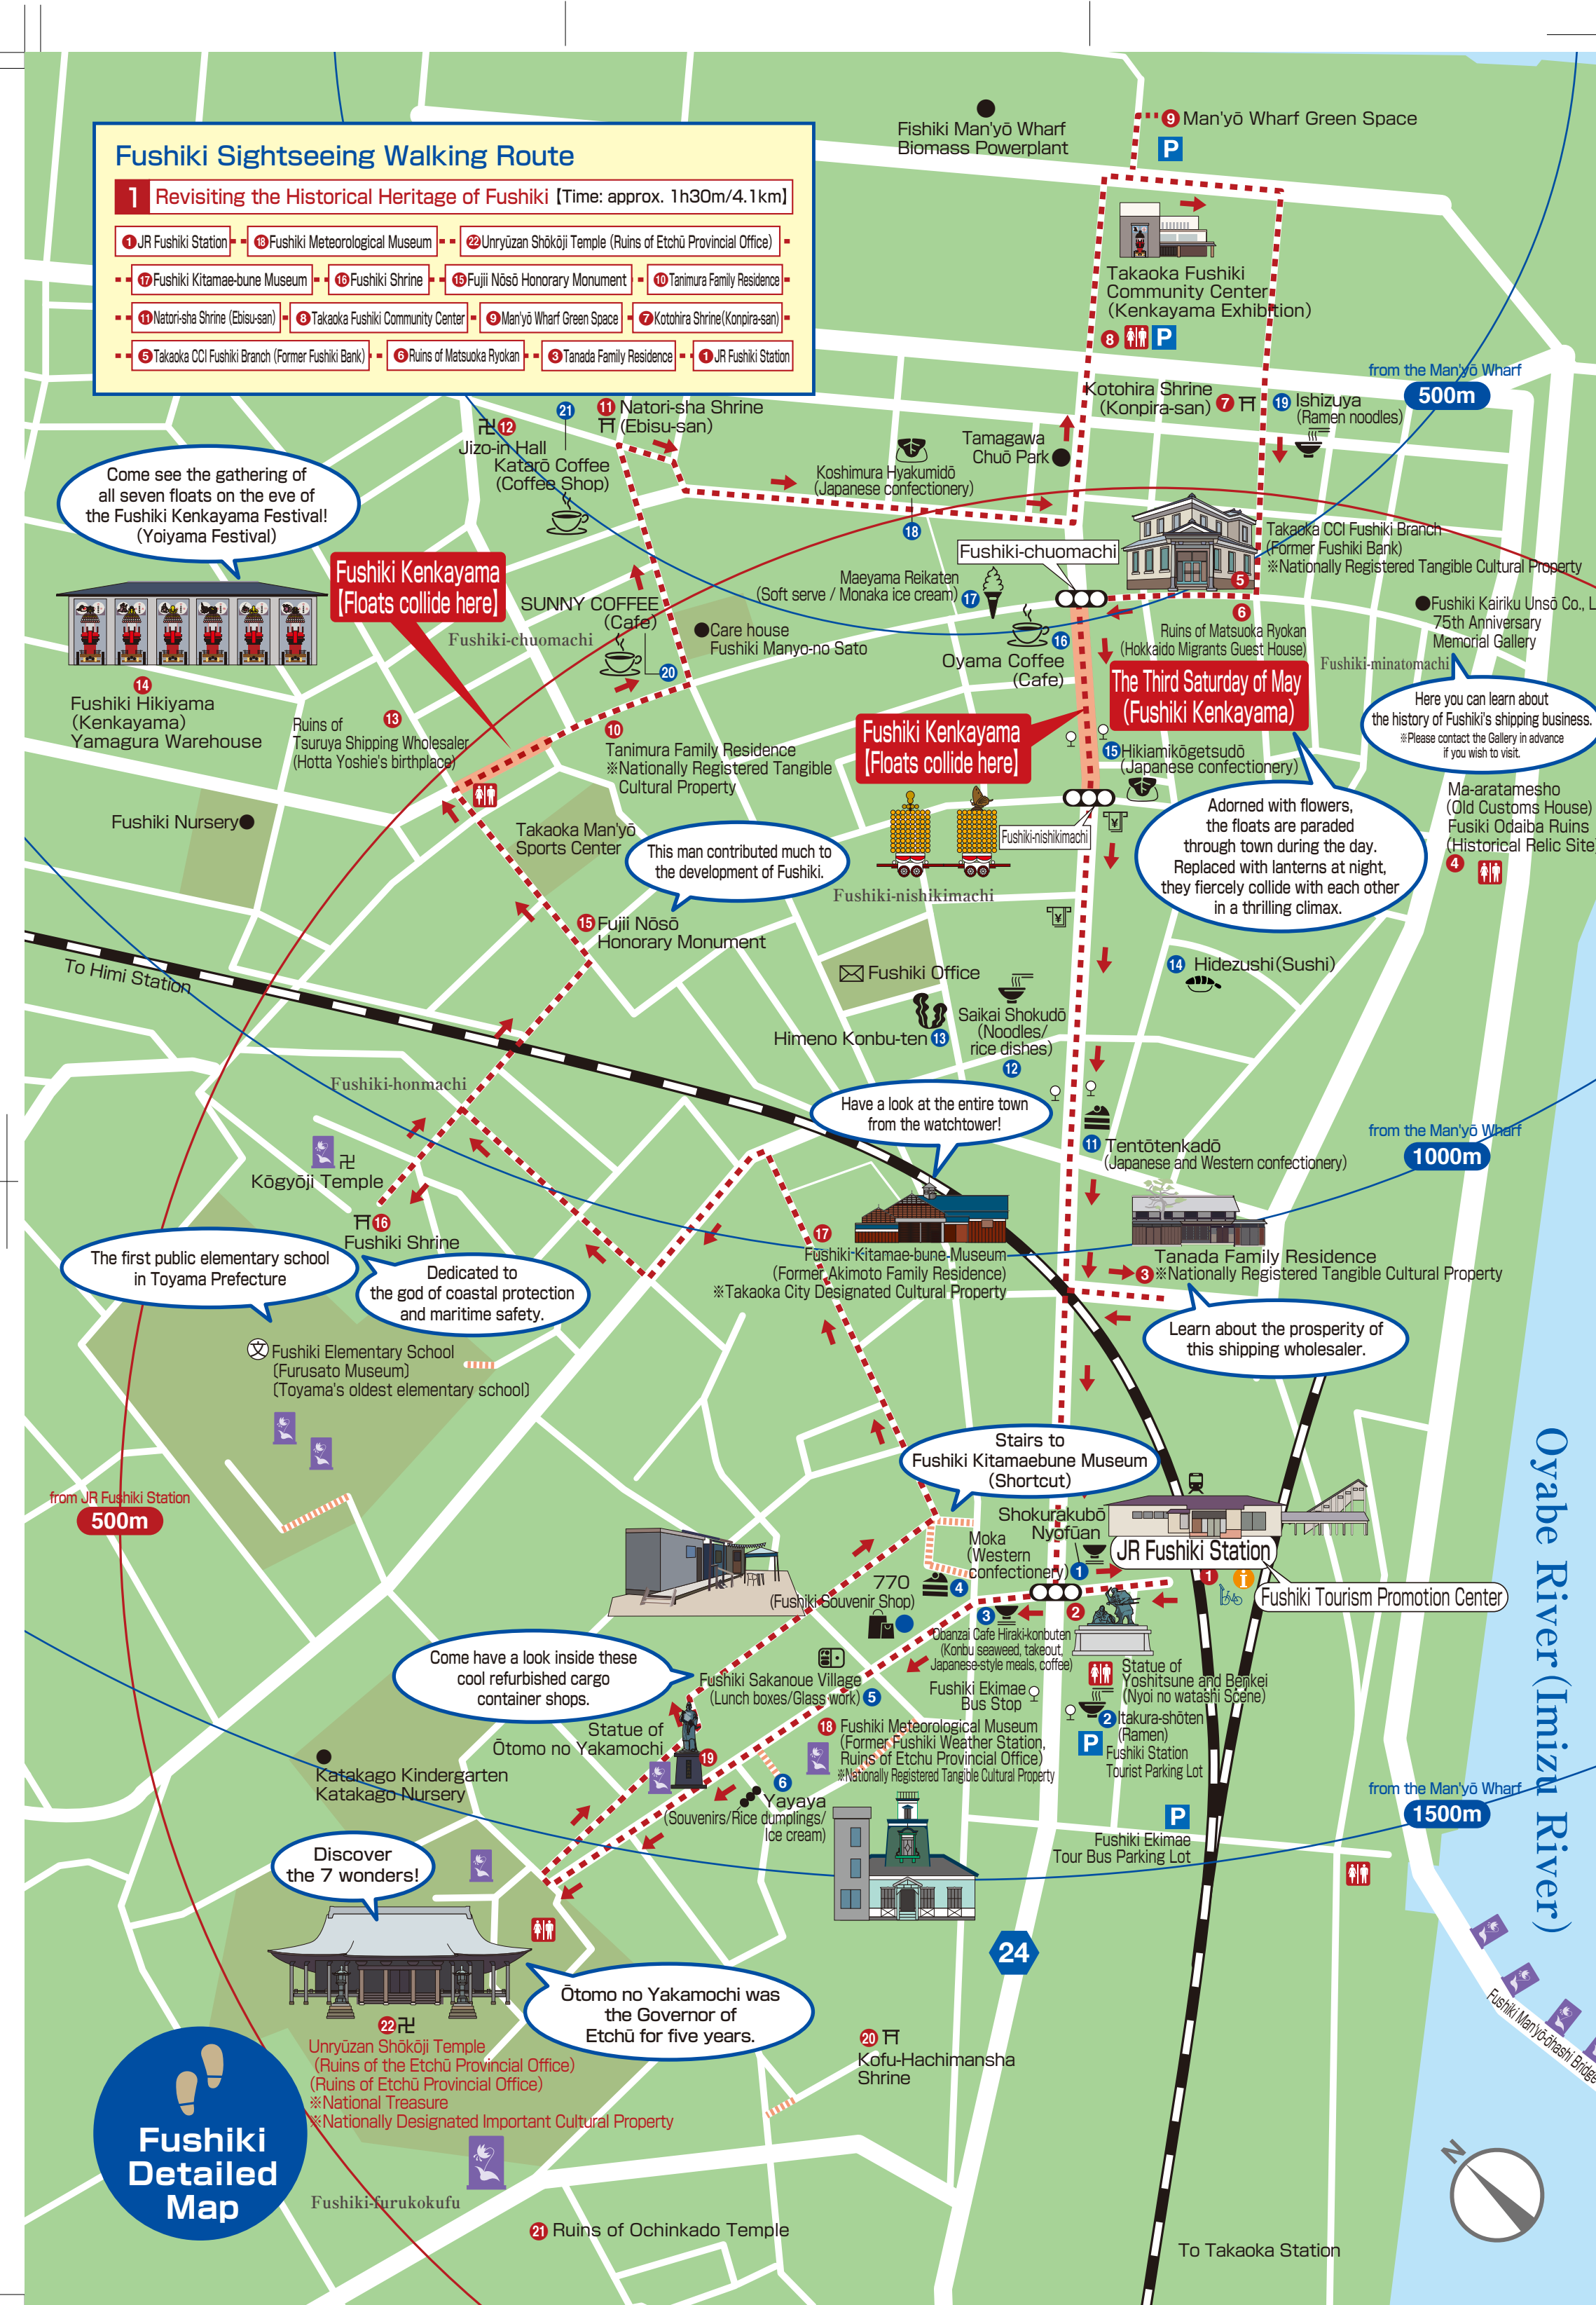 Fushiki Sightseeing Walking Route
1 Revisiting the Historical Heritage of Fushiki【Time: approx. 1h30m/4.1km】
1 JR Fushiki Station
18 Fushiki Meteorological Museum
22 Unryūzan Shōkōji Temple (Ruins of Etchū Provincial Office)
17 Fushiki Kitamae-bune Museum
16 Fushiki Shrine
15 Fujii Nōsō Honorary Monument
10 Tanimura Family Residence
11 Natori-sha Shrine (Ebisu-san)
8 Takaoka Fushiki Community Center
9 Man'yō Wharf Green Space
7 Kotohira Shrine(Konpira-san)
5 Takaoka CCI Fushiki Branch (Former Fushiki Bank)
6 Ruins of Matsuoka Ryokan
3 Tanada Family Residence
1 JR Fushiki Station
Fishiki Man'yō Wharf
Biomass Powerplant
9 Man'yō Wharf Green Space
P
Takaoka Fushiki
Community Center
(Kenkayama Exhibition)
8 P
from the Man'yō Wharf
500m
Kotohira Shrine
(Konpira-san) 7
19 Ishizuya
(Ramen noodles)
Tamagawa
Chuō Park
Koshimura Hyakumidō
(Japanese confectionery)
18
21
11 Natori-sha Shrine
(Ebisu-san)
卍 12
Jizo-in Hall
Katarō Coffee
(Coffee Shop)
Come see the gathering of
all seven floats on the eve of
the Fushiki Kenkayama Festival!
(Yoiyama Festival)
Fushiki Kenkayama
【Floats collide here】
Fushiki-chuomachi
SUNNY COFFEE
(Cafe)
20
Care house
Fushiki Manyo-no Sato
Fushiki-chuomachi
Maeyama Reikaten
(Soft serve / Monaka ice cream) 17
16
Oyama Coffee
(Cafe)
Takaoka CCI Fushiki Branch
(Former Fushiki Bank)
※Nationally Registered Tangible Cultural Property
5
6
Ruins of Matsuoka Ryokan
(Hokkaido Migrants Guest House)
Fushiki Kairiku Unsō Co., L
75th Anniversary
Memorial Gallery
Fushiki-minatomachi
Here you can learn about
the history of Fushiki's shipping business.
※Please contact the Gallery in advance
if you wish to visit.
The Third Saturday of May
(Fushiki Kenkayama)
Fushiki Kenkayama
【Floats collide here】
15 Hikiamikōgetsudō
(Japanese confectionery)
Fushiki-nishikimachi
¥
Adorned with flowers,
the floats are paraded
through town during the day.
Replaced with lanterns at night,
they fiercely collide with each other
in a thrilling climax.
Ma-aratamesho
(Old Customs House)
Fusiki Odaiba Ruins
(Historical Relic Site
4
14
Fushiki Hikiyama
(Kenkayama)
Yamagura Warehouse
13
Ruins of
Tsuruya Shipping Wholesaler
(Hotta Yoshie's birthplace)
10
Tanimura Family Residence
※Nationally Registered Tangible
Cultural Property
Fushiki Nursery
Takaoka Man'yō
Sports Center
This man contributed much to
the development of Fushiki.
15 Fujii Nōsō
Honorary Monument
Fushiki-nishikimachi
¥
Fushiki Office
14 Hidezushi(Sushi)
Saikai Shokudō
(Noodles/
rice dishes)
12
Himeno Konbu-ten 13
To Himi Station
Fushiki-honmachi
Have a look at the entire town
from the watchtower!
11 Tentōtenkadō
(Japanese and Western confectionery)
from the Man'yō Wharf
1000m
卍
Kōgyōji Temple
16
Fushiki Shrine
Dedicated to
the god of coastal protection
and maritime safety.
The first public elementary school
in Toyama Prefecture
文 Fushiki Elementary School
〔Furusato Museum〕
〔Toyama's oldest elementary school〕
17
Fushiki Kitamae-bune-Museum
(Former Akimoto Family Residence)
※Takaoka City Designated Cultural Property
Tanada Family Residence
3 ※Nationally Registered Tangible Cultural Property
Learn about the prosperity of
this shipping wholesaler.
Stairs to
Fushiki Kitamaebune Museum
(Shortcut)
from JR Fushiki Station
500m
Shokurakubō
Nyofūan
1
Moka
(Western
confectionery)
4
JR Fushiki Station
1 i
Fushiki Tourism Promotion Center
770
(Fushiki Souvenir Shop)
3
2
Obanzai Cafe Hiraki-konbuten
(Konbu seaweed, takeout,
Japanese-style meals, coffee)
Statue of
Yoshitsune and Benkei
(Nyoi no watashi Scene)
Fushiki Ekimae
Bus Stop
2 Itakura-shōten
(Ramen)
P Fushiki Station
Tourist Parking Lot
Come have a look inside these
cool refurbished cargo
container shops.
Fushiki Sakanoue Village
(Lunch boxes/Glass work) 5
Statue of
Ōtomo no Yakamochi
19
18 Fushiki Meteorological Museum
(Former Fushiki Weather Station,
Ruins of Etchu Provincial Office)
※Nationally Registered Tangible Cultural Property
6
Yayaya
(Souvenirs/Rice dumplings/
Ice cream)
Katakago Kindergarten
Katakago Nursery
from the Man'yō Wharf
1500m
P
Fushiki Ekimae
Tour Bus Parking Lot
Oyabe River(Imizu River)
Discover
the 7 wonders!
Ōtomo no Yakamochi was
the Governor of
Etchū for five years.
24
22 卍
Unryūzan Shōkōji Temple
(Ruins of the Etchū Provincial Office)
(Ruins of Etchū Provincial Office)
※National Treasure
※Nationally Designated Important Cultural Property
20
Kofu-Hachimansha
Shrine
Fushiki Man'yō-ōhashi Bridge
Fushiki
Detailed
Map
Fushiki-furukokufu
21 Ruins of Ochinkado Temple
To Takaoka Station
N